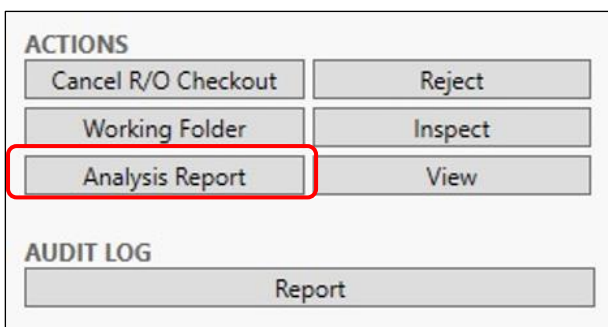 ACTIONS
Cancel R/O Checkout Reject
Working Folder Inspect
Analysis Report View
AUDIT LOG
Report